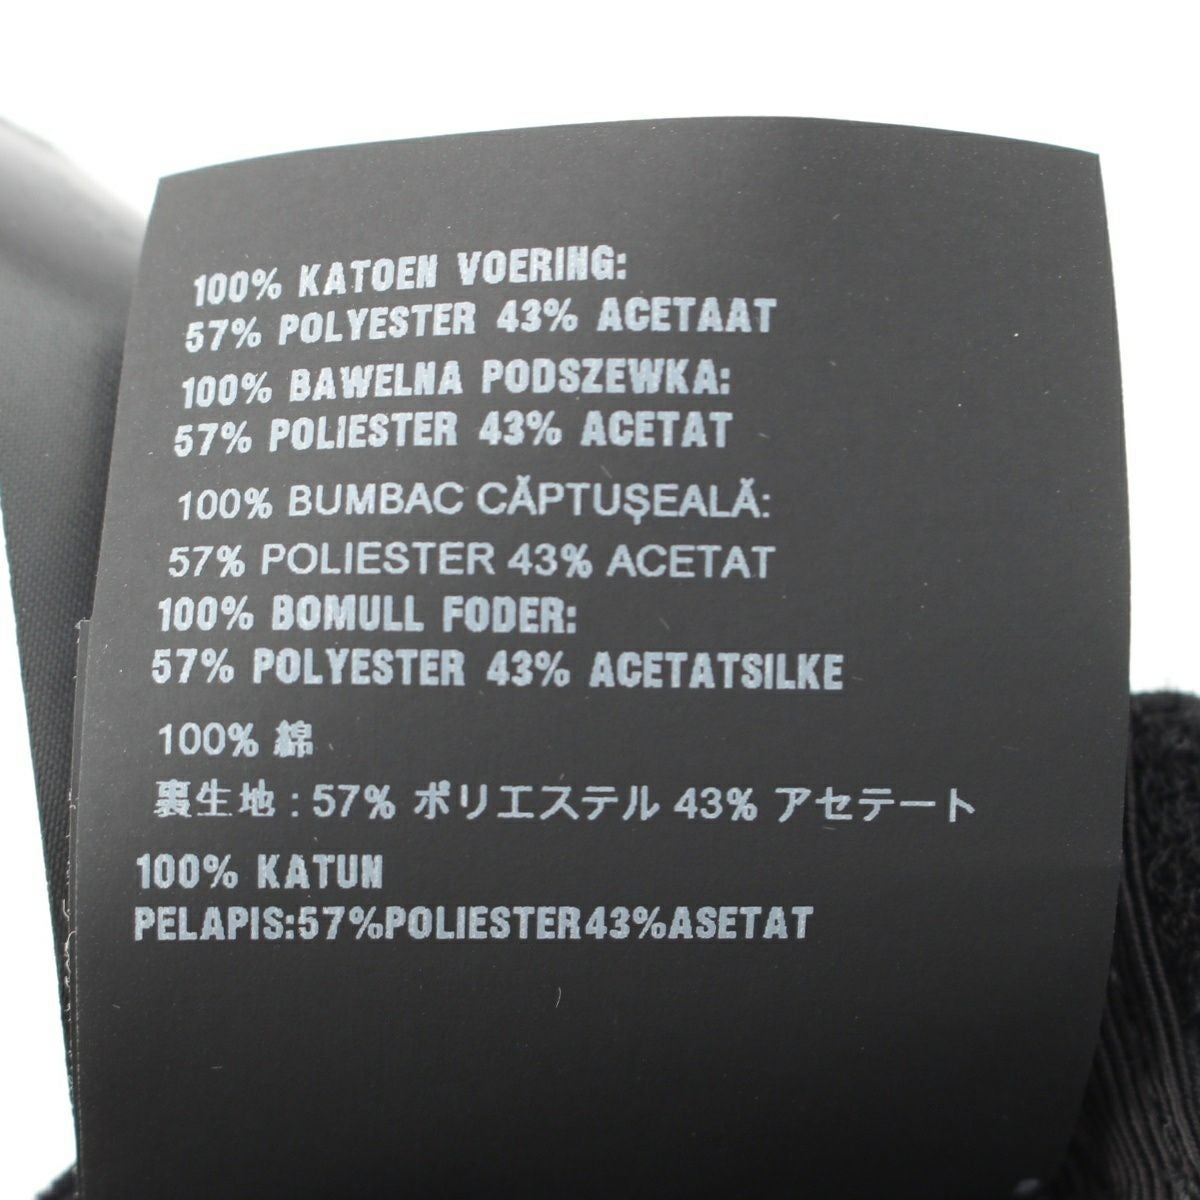 100% KATOEN VOERING:
57% POLYESTER 43% ACETAAT
100% BAWELNA PODSZEWKA:
57% POLIESTER 43% ACETAT
100% BUMBAC CĂPTUŞEALĂ:
57% POLIESTER 43% ACETAT
100% BOMULL FODER:
57% POLYESTER 43% ACETATSILKE
100% 綿
裏生地 : 57% ポリエステル 43% アセテート
100% KATUN
PELAPIS:57%POLIESTER43%ASETAT